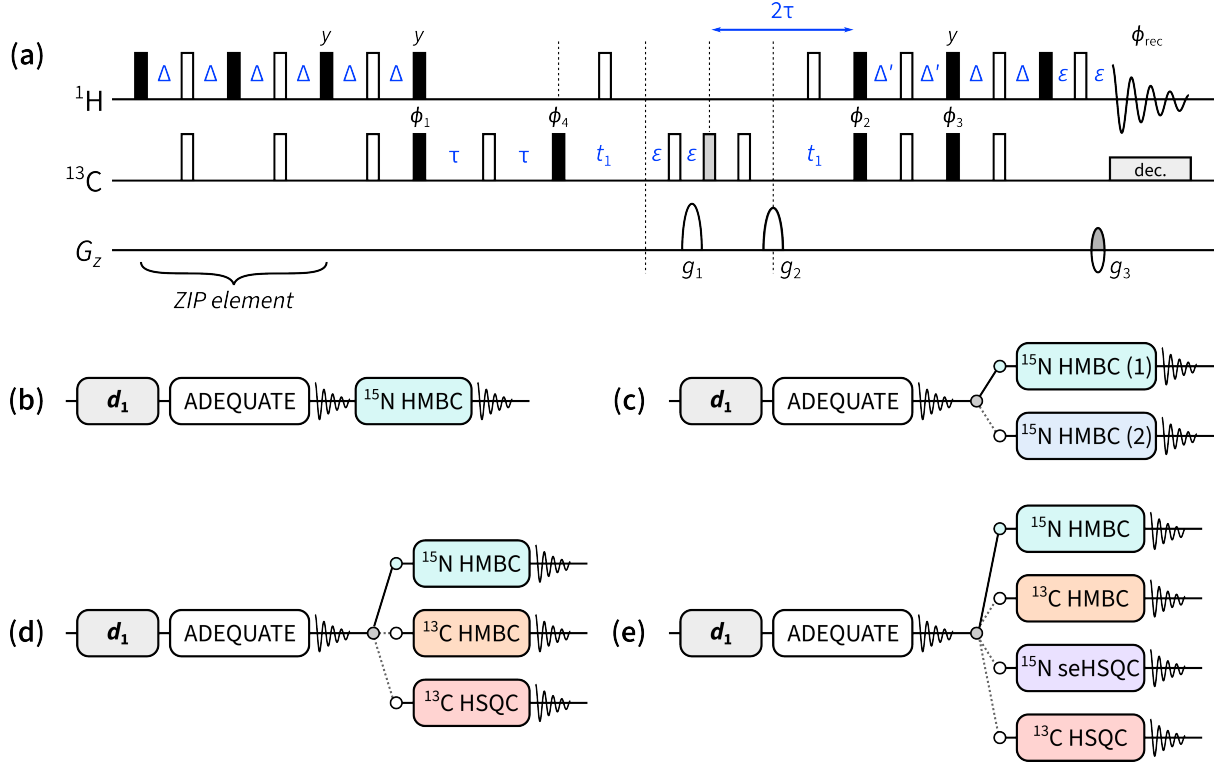 (a)
2τ
y y y ϕrec
Δ Δ Δ Δ Δ Δ Δ′ Δ′ Δ Δ ε ε
¹H
ϕ₁ ϕ₄ ϕ₂ ϕ₃
τ τ t₁ ε ε t₁
¹³C dec.
Gz
g₁ g₂ g₃
ZIP element
(b) d₁ ADEQUATE ¹⁵N HMBC
(c) d₁ ADEQUATE ¹⁵N HMBC (1)
¹⁵N HMBC (2)
(d) d₁ ADEQUATE ¹⁵N HMBC
¹³C HMBC
¹³C HSQC
(e) d₁ ADEQUATE ¹⁵N HMBC
¹³C HMBC
¹⁵N seHSQC
¹³C HSQC